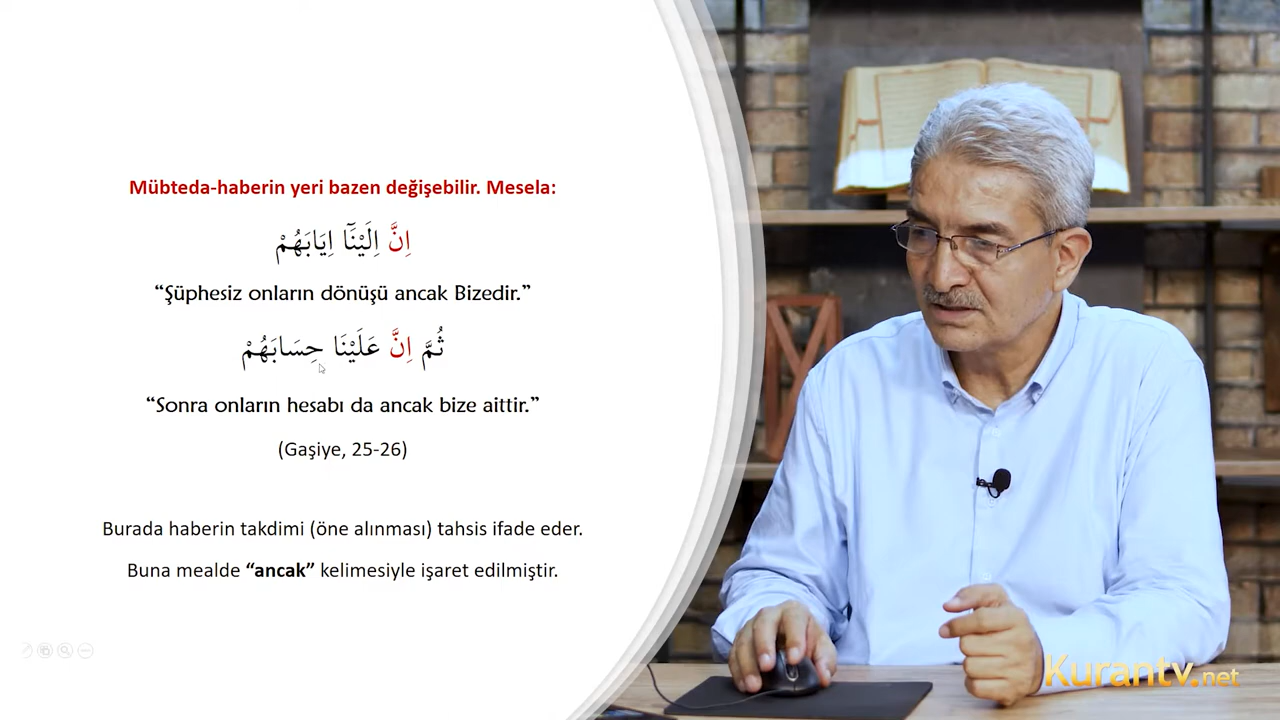 Mübteda-haberin yeri bazen değişebilir. Mesela:
اِنَّ اِلَيْنَٓا اِيَابَهُمْ
“Şüphesiz onların dönüşü ancak Bizedir.”
ثُمَّ اِنَّ عَلَيْنَا حِسَابَهُمْ
“Sonra onların hesabı da ancak bize aittir.”
(Gaşiye, 25-26)
Burada haberin takdimi (öne alınması) tahsis ifade eder.
Buna mealde “ancak” kelimesiyle işaret edilmiştir.
Kurantv.net